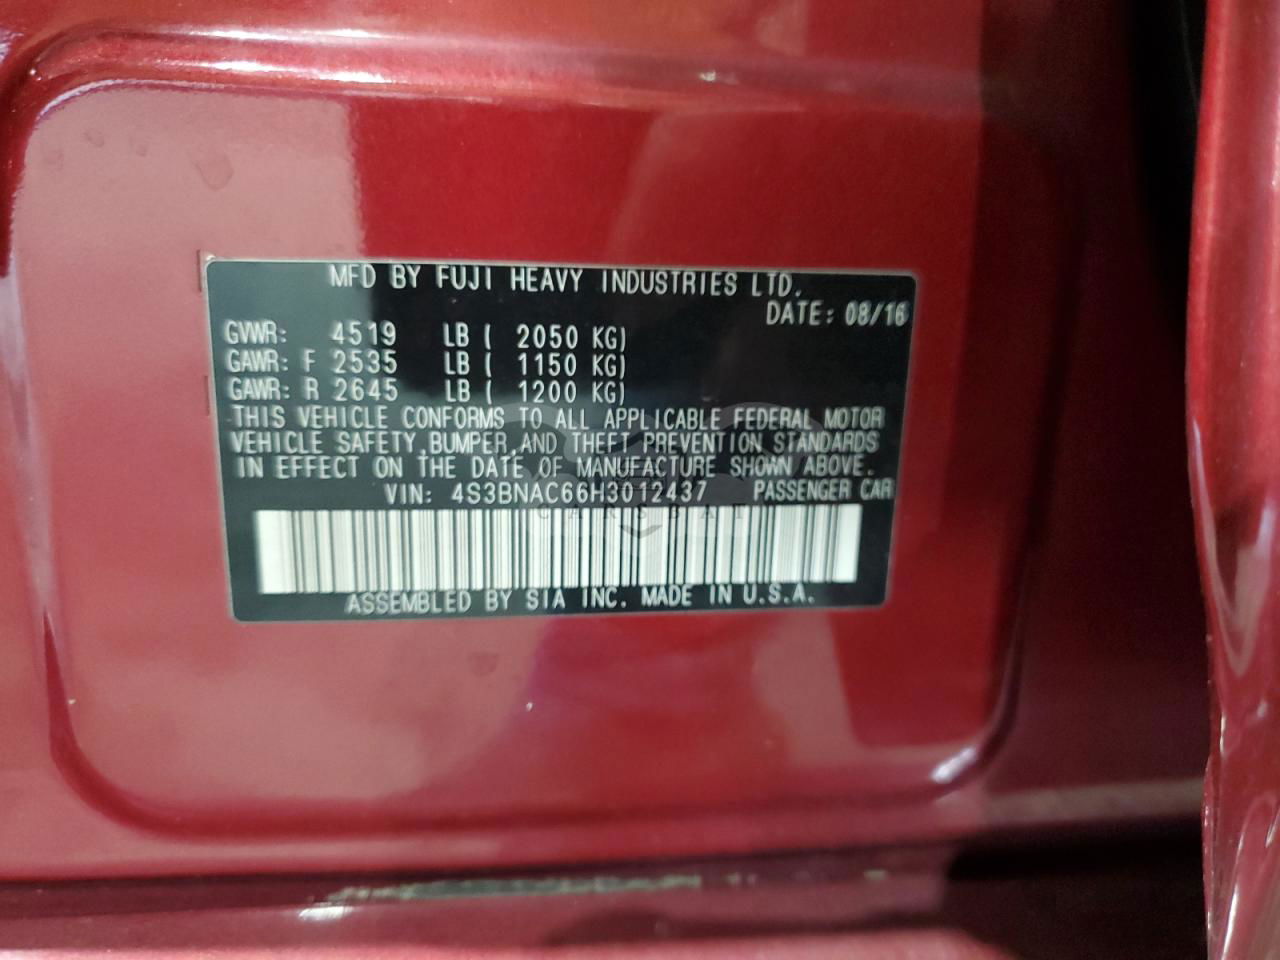 MFD BY FUJI HEAVY INDUSTRIES LTD.
DATE: 08/16
GVWR: 4519 LB ( 2050 KG)
GAWR: F 2535 LB ( 1150 KG)
GAWR: R 2645 LB ( 1200 KG)
THIS VEHICLE CONFORMS TO ALL APPLICABLE FEDERAL MOTOR
VEHICLE SAFETY, BUMPER, AND THEFT PREVENTION STANDARDS
IN EFFECT ON THE DATE OF MANUFACTURE SHOWN ABOVE.
VIN: 4S3BNAC66H3012437 PASSENGER CAR
ASSEMBLED BY SIA INC. MADE IN U.S.A.